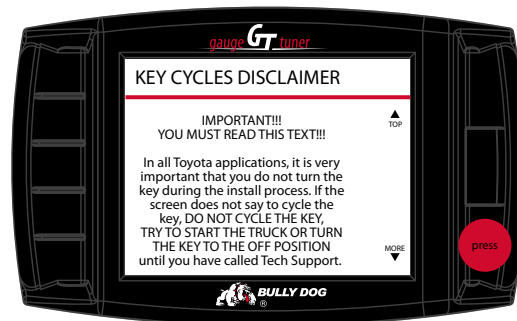 gauge GT tuner
KEY CYCLES DISCLAIMER
IMPORTANT!!!
YOU MUST READ THIS TEXT!!!
TOP
In all Toyota applications, it is very
important that you do not turn the
key during the install process. If the
screen does not say to cycle the
key, DO NOT CYCLE THE KEY,
TRY TO START THE TRUCK OR TURN
THE KEY TO THE OFF POSITION
until you have called Tech Support.
MORE
press
BULLY DOG
®